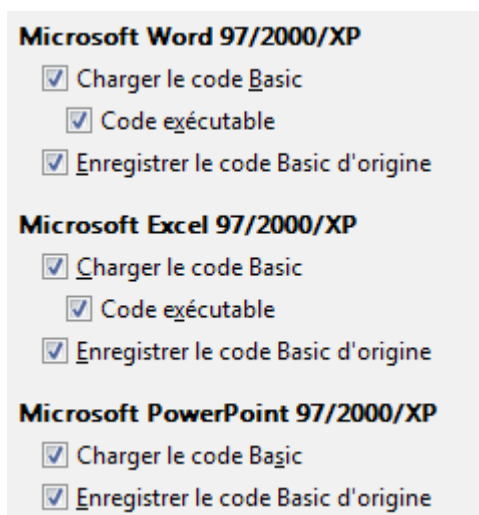 Microsoft Word 97/2000/XP
Charger le code Basic
Code exécutable
Enregistrer le code Basic d'origine
Microsoft Excel 97/2000/XP
Charger le code Basic
Code exécutable
Enregistrer le code Basic d'origine
Microsoft PowerPoint 97/2000/XP
Charger le code Basic
Enregistrer le code Basic d'origine